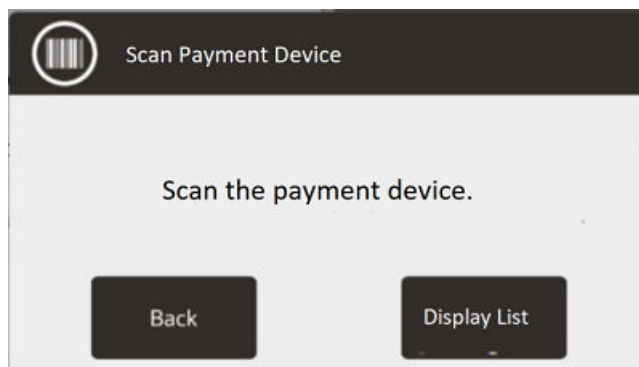 Scan Payment Device
Scan the payment device.
Back
Display List